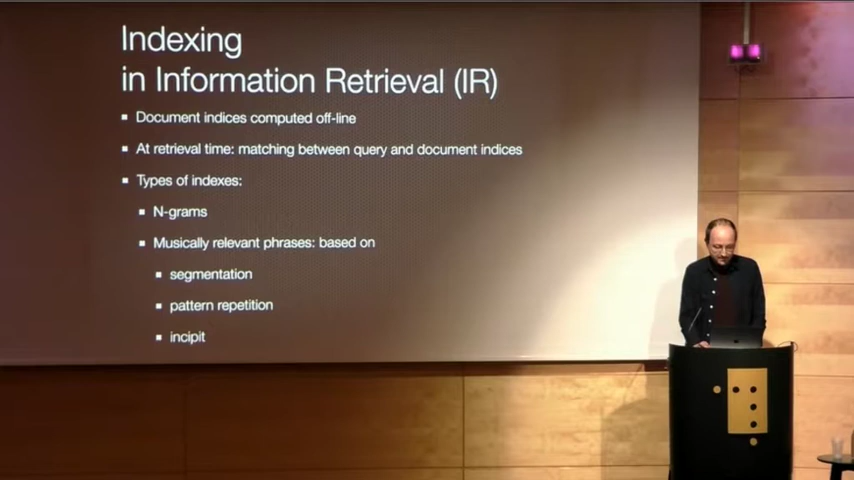 Indexing
in Information Retrieval (IR)
▪ Document indices computed off-line
▪ At retrieval time: matching between query and document indices
▪ Types of indexes:
▪ N-grams
▪ Musically relevant phrases: based on
▪ segmentation
▪ pattern repetition
▪ incipit